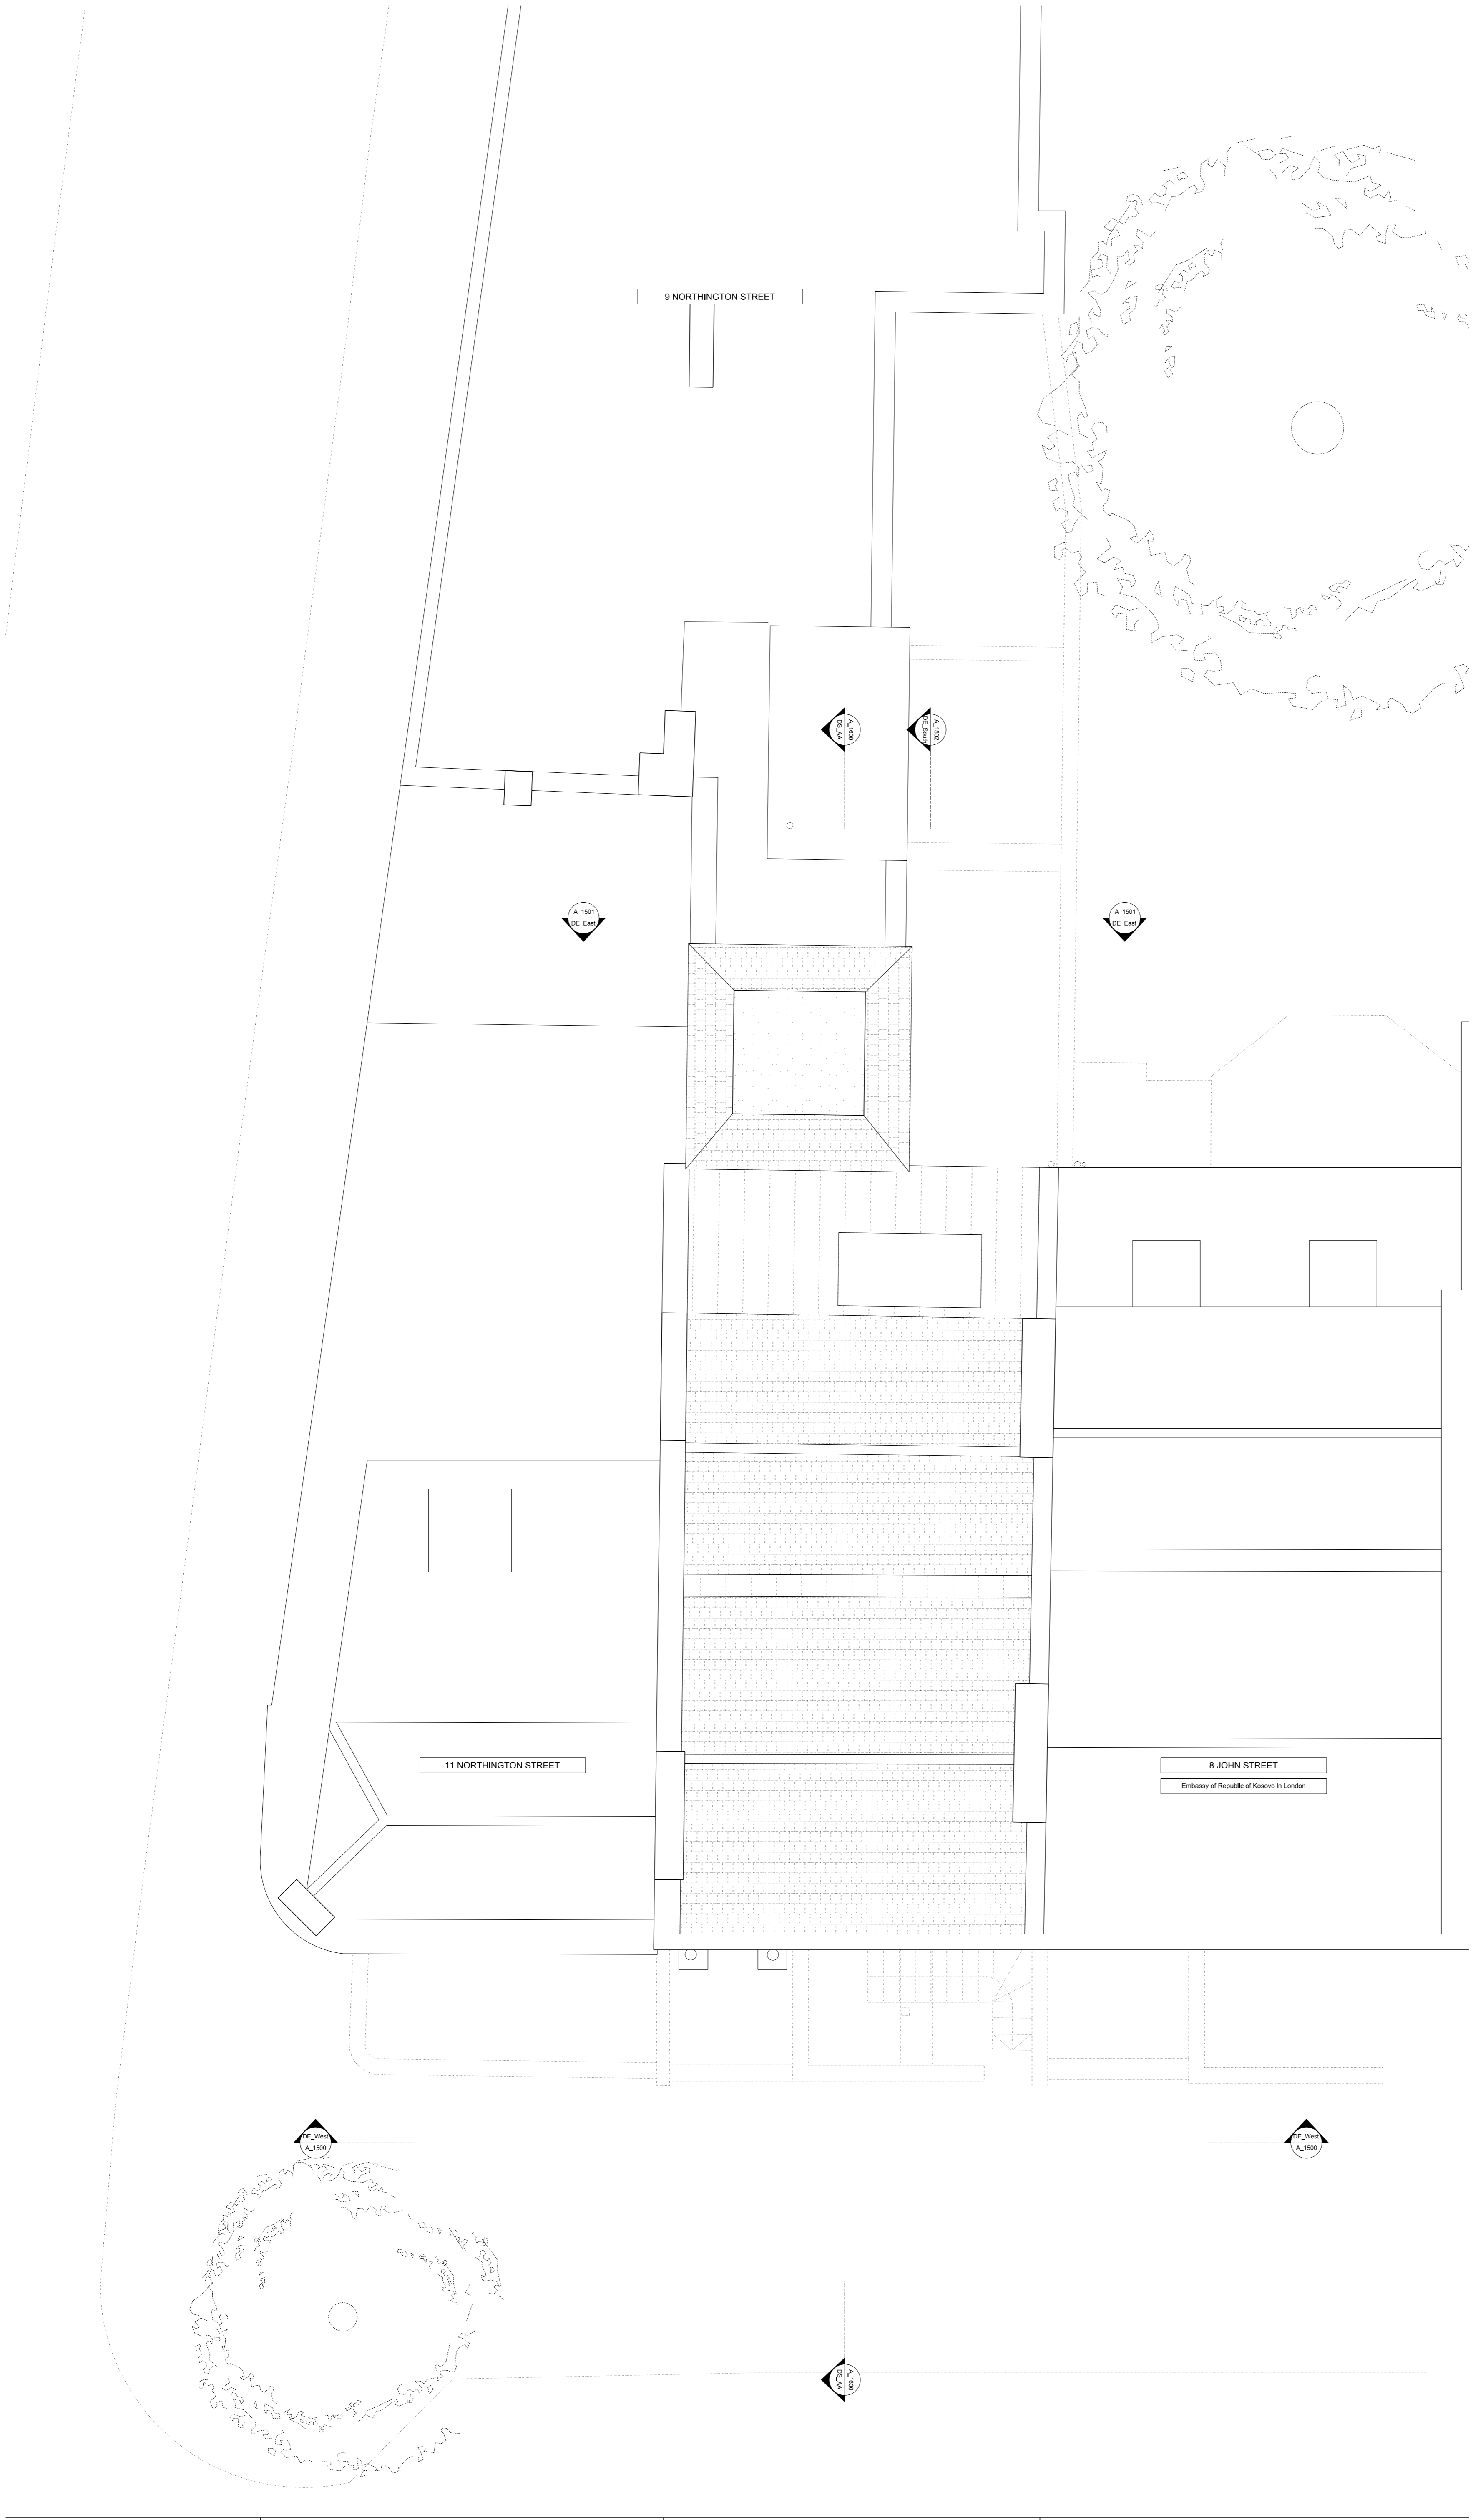 9 NORTHINGTON STREET
A_1600
DS_AA
A_1502
DE_South
A_1501
DE_East
A_1501
DE_East
11 NORTHINGTON STREET
8 JOHN STREET
Embassy of Republlc of Kosovo in London
DE_West
A_1500
DE_West
A_1500
A_1600
DS_AA